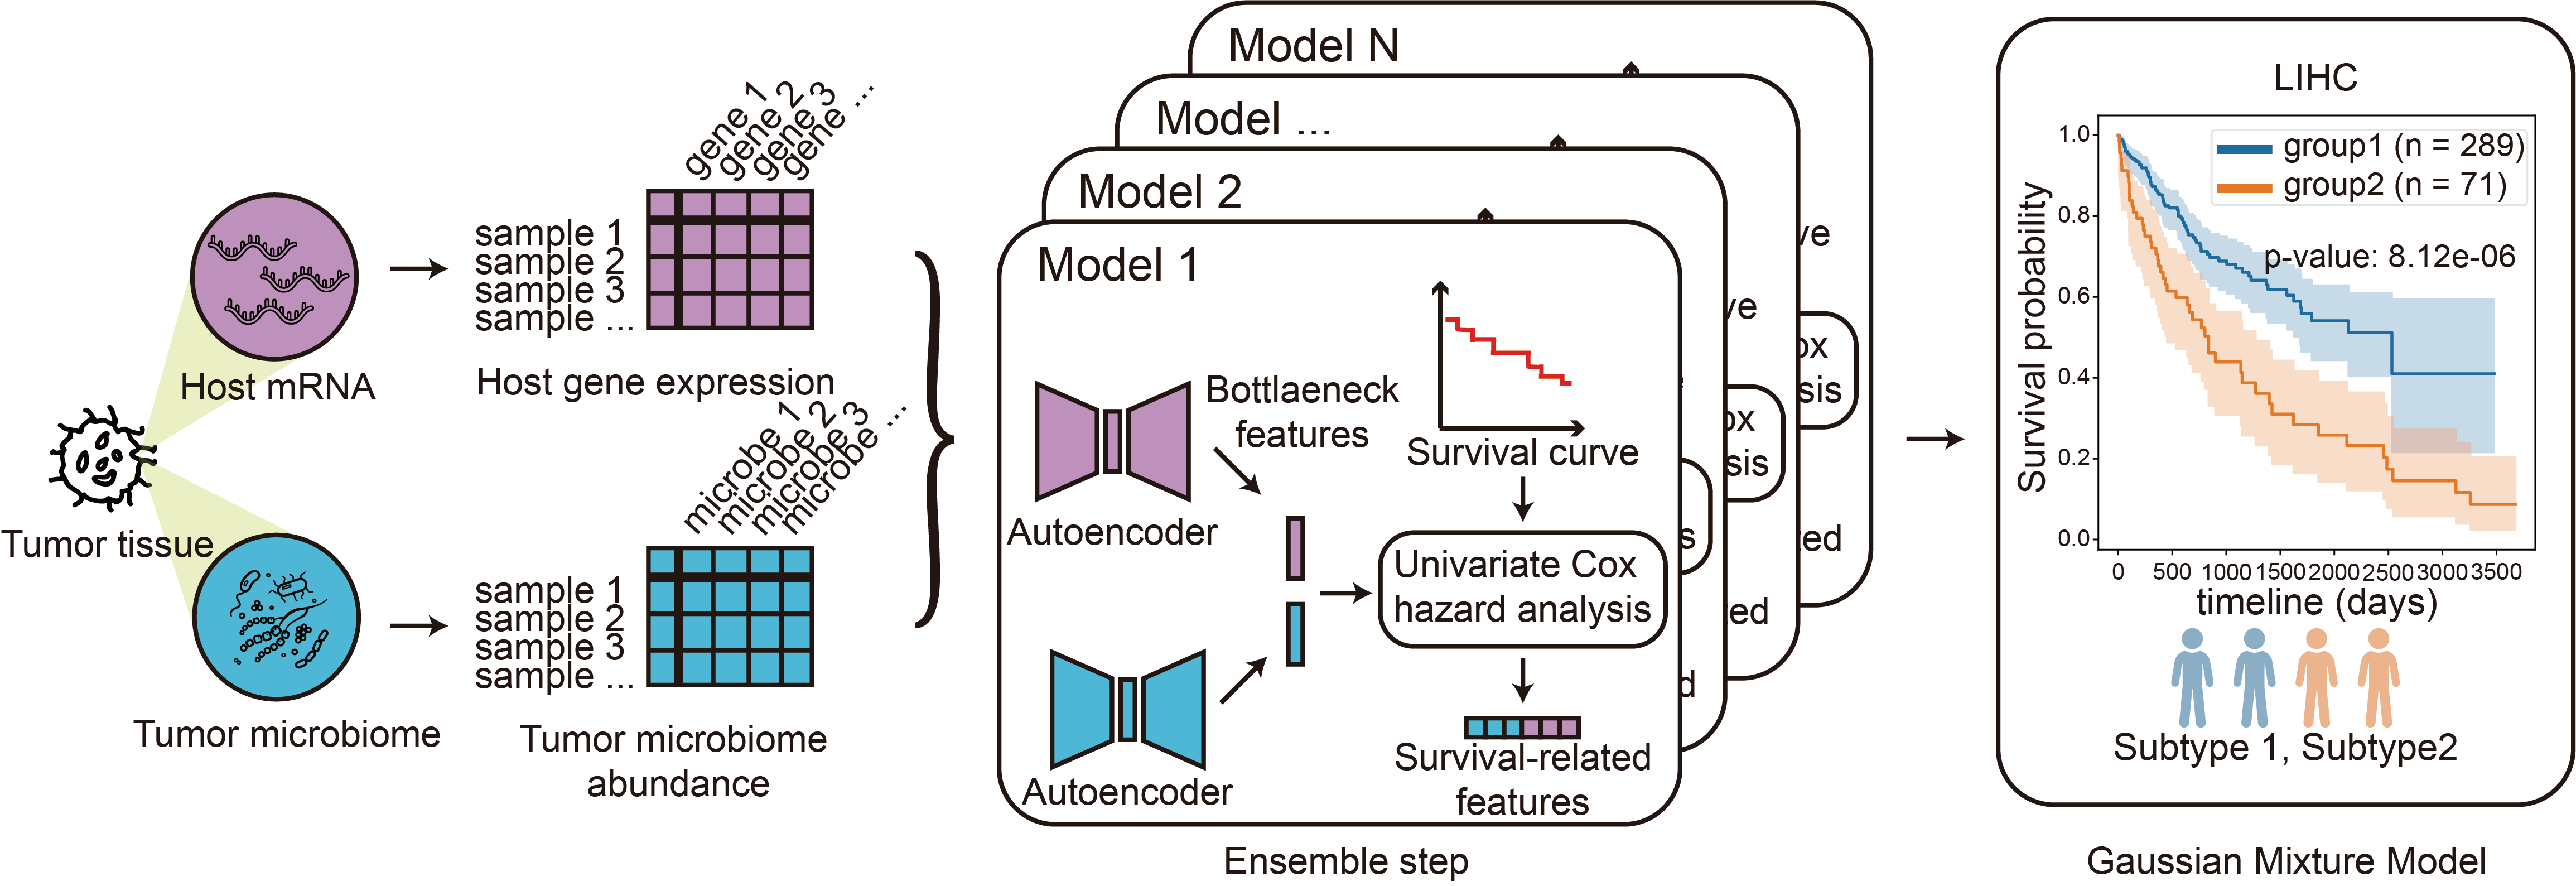 Tumor tissue
Host mRNA
Tumor microbiome
gene 1
gene 2
gene 3
gene ...
sample 1
sample 2
sample 3
sample ...
Host gene expression
microbe 1
microbe 2
microbe 3
microbe ...
sample 1
sample 2
sample 3
sample ...
Tumor microbiome
abundance
Model N
Model ...
Model 2
Model 1
Autoencoder
Bottlaeneck
features
Autoencoder
Survival curve
Univariate Cox
hazard analysis
Survival-related
features
ve
ox
sis
ted
ve
ox
sis
ted
s
d
Ensemble step
LIHC
group1 (n = 289)
group2 (n = 71)
p-value: 8.12e-06
Survival probability
1.0
0.8
0.6
0.4
0.2
0.0
0 500 1000 1500 2000 2500 3000 3500
timeline (days)
Subtype 1, Subtype2
Gaussian Mixture Model